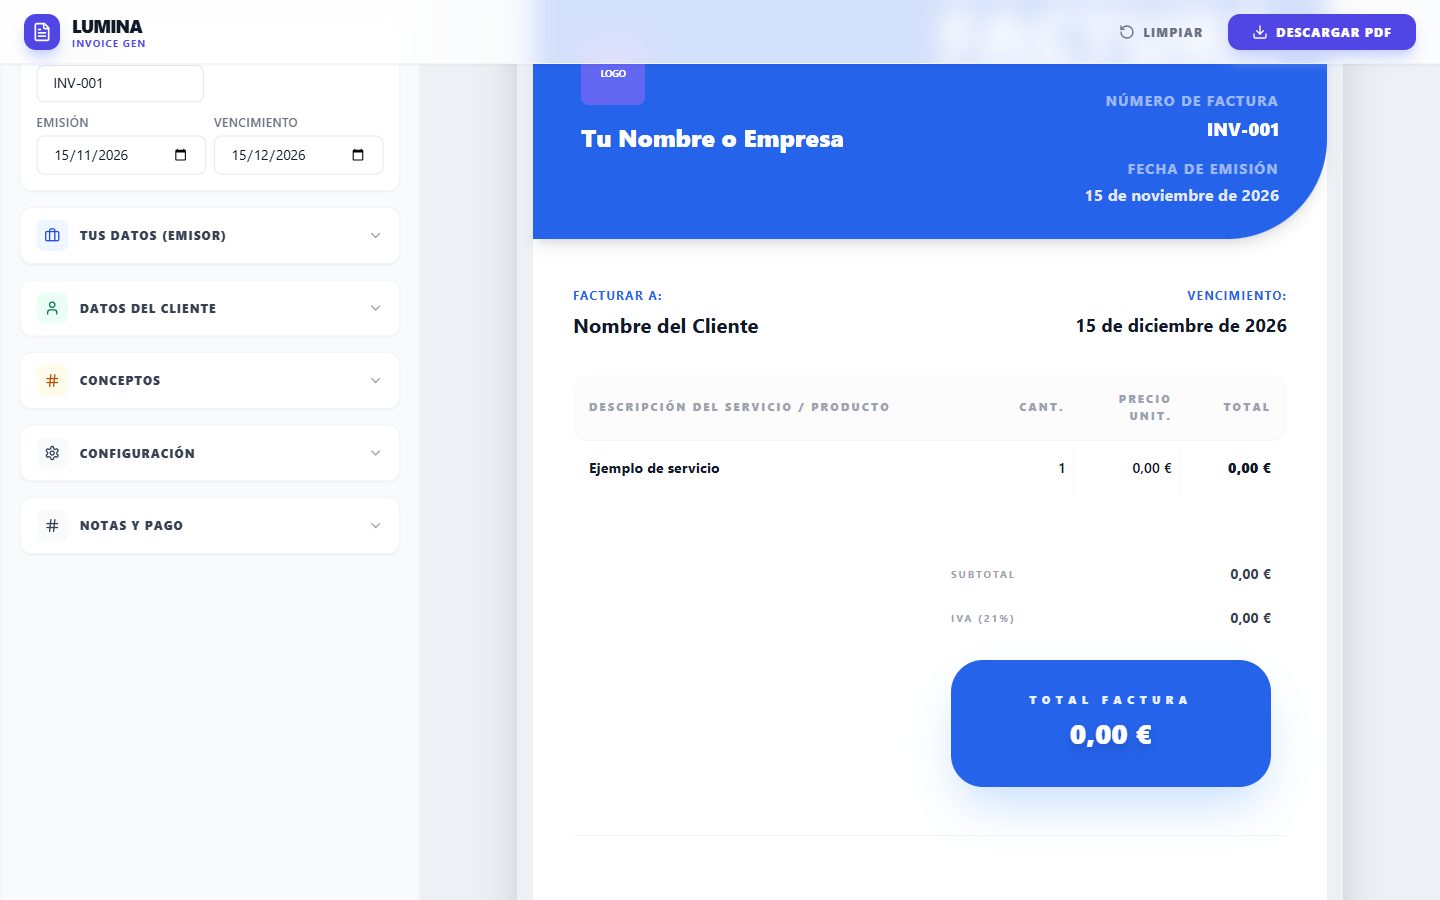 LUMINA
INVOICE GEN
LIMPIAR
DESCARGAR PDF
INV-001
EMISIÓN
VENCIMIENTO
15/11/2026
15/12/2026
TUS DATOS (EMISOR)
DATOS DEL CLIENTE
CONCEPTOS
CONFIGURACIÓN
NOTAS Y PAGO
LOGO
Tu Nombre o Empresa
NÚMERO DE FACTURA
INV-001
FECHA DE EMISIÓN
15 de noviembre de 2026
FACTURAR A:
Nombre del Cliente
VENCIMIENTO:
15 de diciembre de 2026
DESCRIPCIÓN DEL SERVICIO / PRODUCTO
CANT.
PRECIO
UNIT.
TOTAL
Ejemplo de servicio
1
0,00 €
0,00 €
SUBTOTAL
0,00 €
IVA (21%)
0,00 €
TOTAL FACTURA
0,00 €